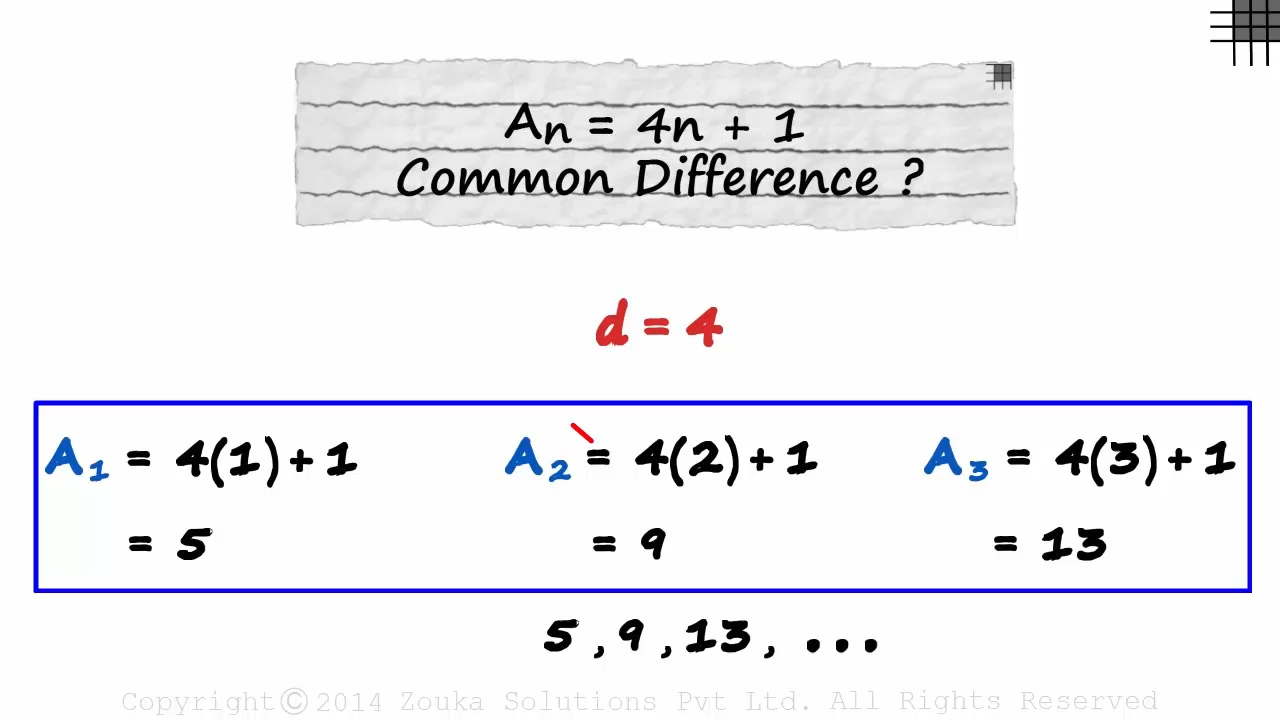 An = 4n + 1
Common Difference ?
d = 4
A1 = 4(1) + 1 A2 = 4(2) + 1 A3 = 4(3) + 1
= 5 = 9 = 13
5 , 9 , 13 , ...
Copyright © 2014 Zouka Solutions Pvt Ltd. All Rights Reserved